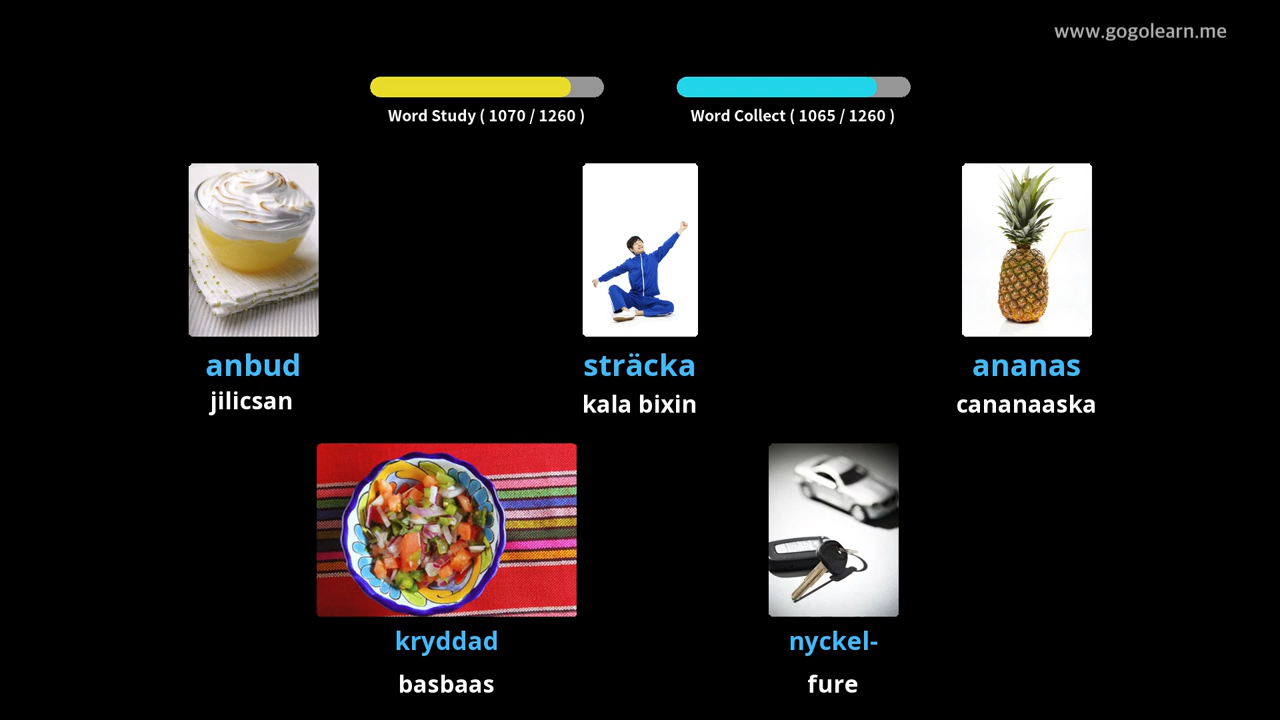 www.gogolearn.me
Word Study ( 1070 / 1260 )
Word Collect ( 1065 / 1260 )
anbud
jilicsan
sträcka
kala bixin
ananas
cananaaska
kryddad
basbaas
nyckel-
fure